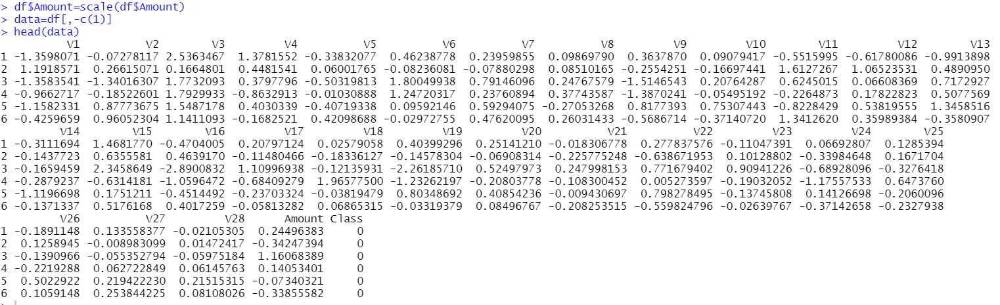 > df$Amount=scale(df$Amount)
> data=df[,-c(1)]
> head(data)
V1 V2 V3 V4 V5 V6 V7 V8 V9 V10 V11 V12 V13
1 -1.3598071 -0.07278117 2.5363467 1.3781552 -0.33832077 0.46238778 0.23959855 0.09869790 0.3637870 0.09079417 -0.5515995 -0.61780086 -0.9913898
2 1.1918571 0.26615071 0.1664801 0.4481541 0.06001765 -0.08236081 -0.07880298 0.08510165 -0.2554251 -0.16697441 1.6127267 1.06523531 0.4890950
3 -1.3583541 -1.34016307 1.7732093 0.3797796 -0.50319813 1.80049938 0.79146096 0.24767579 -1.5146543 0.20764287 0.6245015 0.06608369 0.7172927
4 -0.9662717 -0.18522601 1.7929933 -0.8632913 -0.01030888 1.24720317 0.23760894 0.37743587 -1.3870241 -0.05495192 -0.2264873 0.17822823 0.5077569
5 -1.1582331 0.87773675 1.5487178 0.4030339 -0.40719338 0.09592146 0.59294075 -0.27053268 0.8177393 0.75307443 -0.8228429 0.53819555 1.3458516
6 -0.4259659 0.96052304 1.1411093 -0.1682521 0.42098688 -0.02972755 0.47620095 0.26031433 -0.5686714 -0.37140720 1.3412620 0.35989384 -0.3580907
V14 V15 V16 V17 V18 V19 V20 V21 V22 V23 V24 V25
1 -0.3111694 1.4681770 -0.4704005 0.20797124 0.02579058 0.40399296 0.25141210 -0.018306778 0.277837576 -0.11047391 0.06692807 0.1285394
2 -0.1437723 0.6355581 0.4639170 -0.11480466 -0.18336127 -0.14578304 -0.06908314 -0.225775248 -0.638671953 0.10128802 -0.33984648 0.1671704
3 -0.1659459 2.3458649 -2.8900832 1.10996938 -0.12135931 -2.26185710 0.52497973 0.247998153 0.771679402 0.90941226 -0.68928096 -0.3276418
4 -0.2879237 -0.6314181 -1.0596472 -0.68409279 1.96577500 -1.23262197 -0.20803778 -0.108300452 0.005273597 -0.19032052 -1.17557533 0.6473760
5 -1.1196698 0.1751211 -0.4514492 -0.23703324 -0.03819479 0.80348692 0.40854236 -0.009430697 0.798278495 -0.13745808 0.14126698 -0.2060096
6 -0.1371337 0.5176168 0.4017259 -0.05813282 0.06865315 -0.03319379 0.08496767 -0.208253515 -0.559824796 -0.02639767 -0.37142658 -0.2327938
V26 V27 V28 Amount Class
1 -0.1891148 0.133558377 -0.02105305 0.24496383 0
2 0.1258945 -0.008983099 0.01472417 -0.34247394 0
3 -0.1390966 -0.055352794 -0.05975184 1.16068389 0
4 -0.2219288 0.062722849 0.06145763 0.14053401 0
5 0.5022922 0.219422230 0.21515315 -0.07340321 0
6 0.1059148 0.253844225 0.08108026 -0.33855582 0